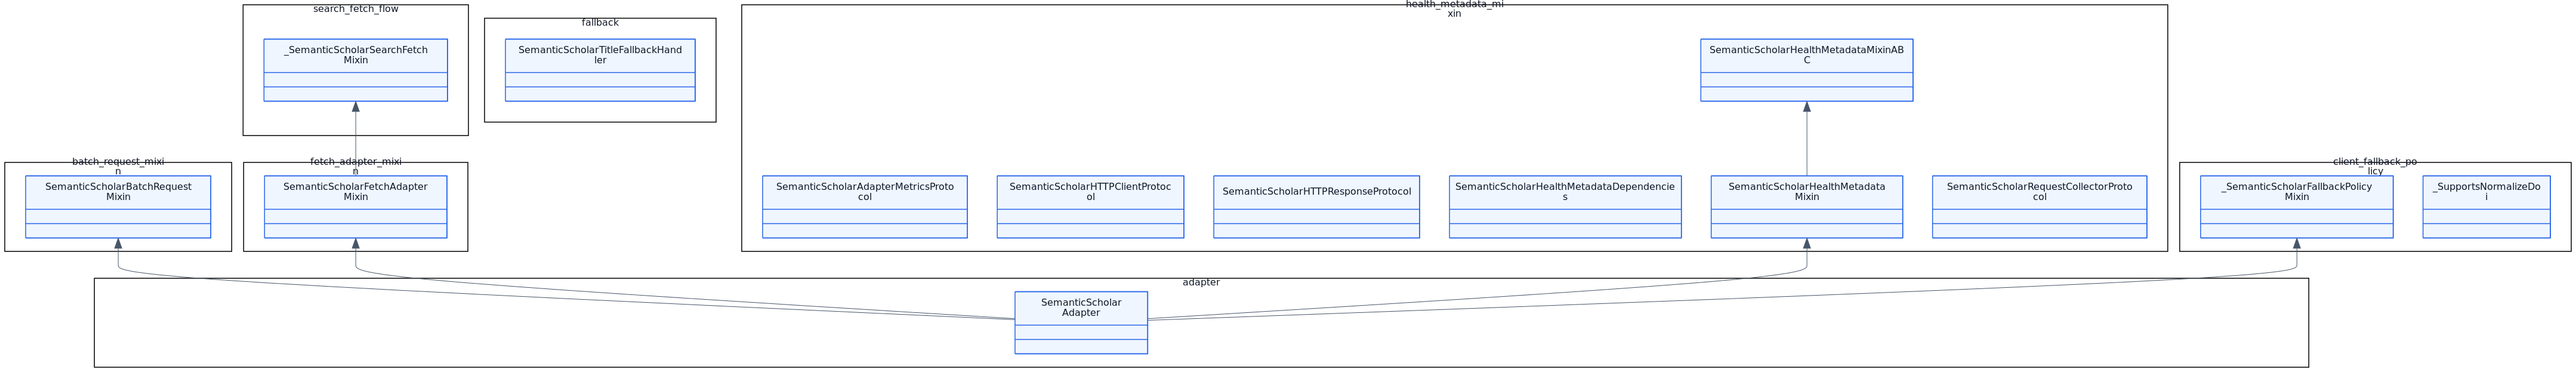 search_fetch_flow
_SemanticScholarSearchFetch
Mixin
fallback
SemanticScholarTitleFallbackHand
ler
health_metadata_mi
xin
SemanticScholarHealthMetadataMixinAB
C
batch_request_mixi
n
SemanticScholarBatchRequest
Mixin
fetch_adapter_mixi
n
SemanticScholarFetchAdapter
Mixin
SemanticScholarAdapterMetricsProto
col
SemanticScholarHTTPClientProtoc
ol
SemanticScholarHTTPResponseProtocol
SemanticScholarHealthMetadataDependencie
s
SemanticScholarHealthMetadata
Mixin
SemanticScholarRequestCollectorProto
col
client_fallback_po
licy
_SemanticScholarFallbackPolicy
Mixin
_SupportsNormalizeDo
i
adapter
SemanticScholar
Adapter